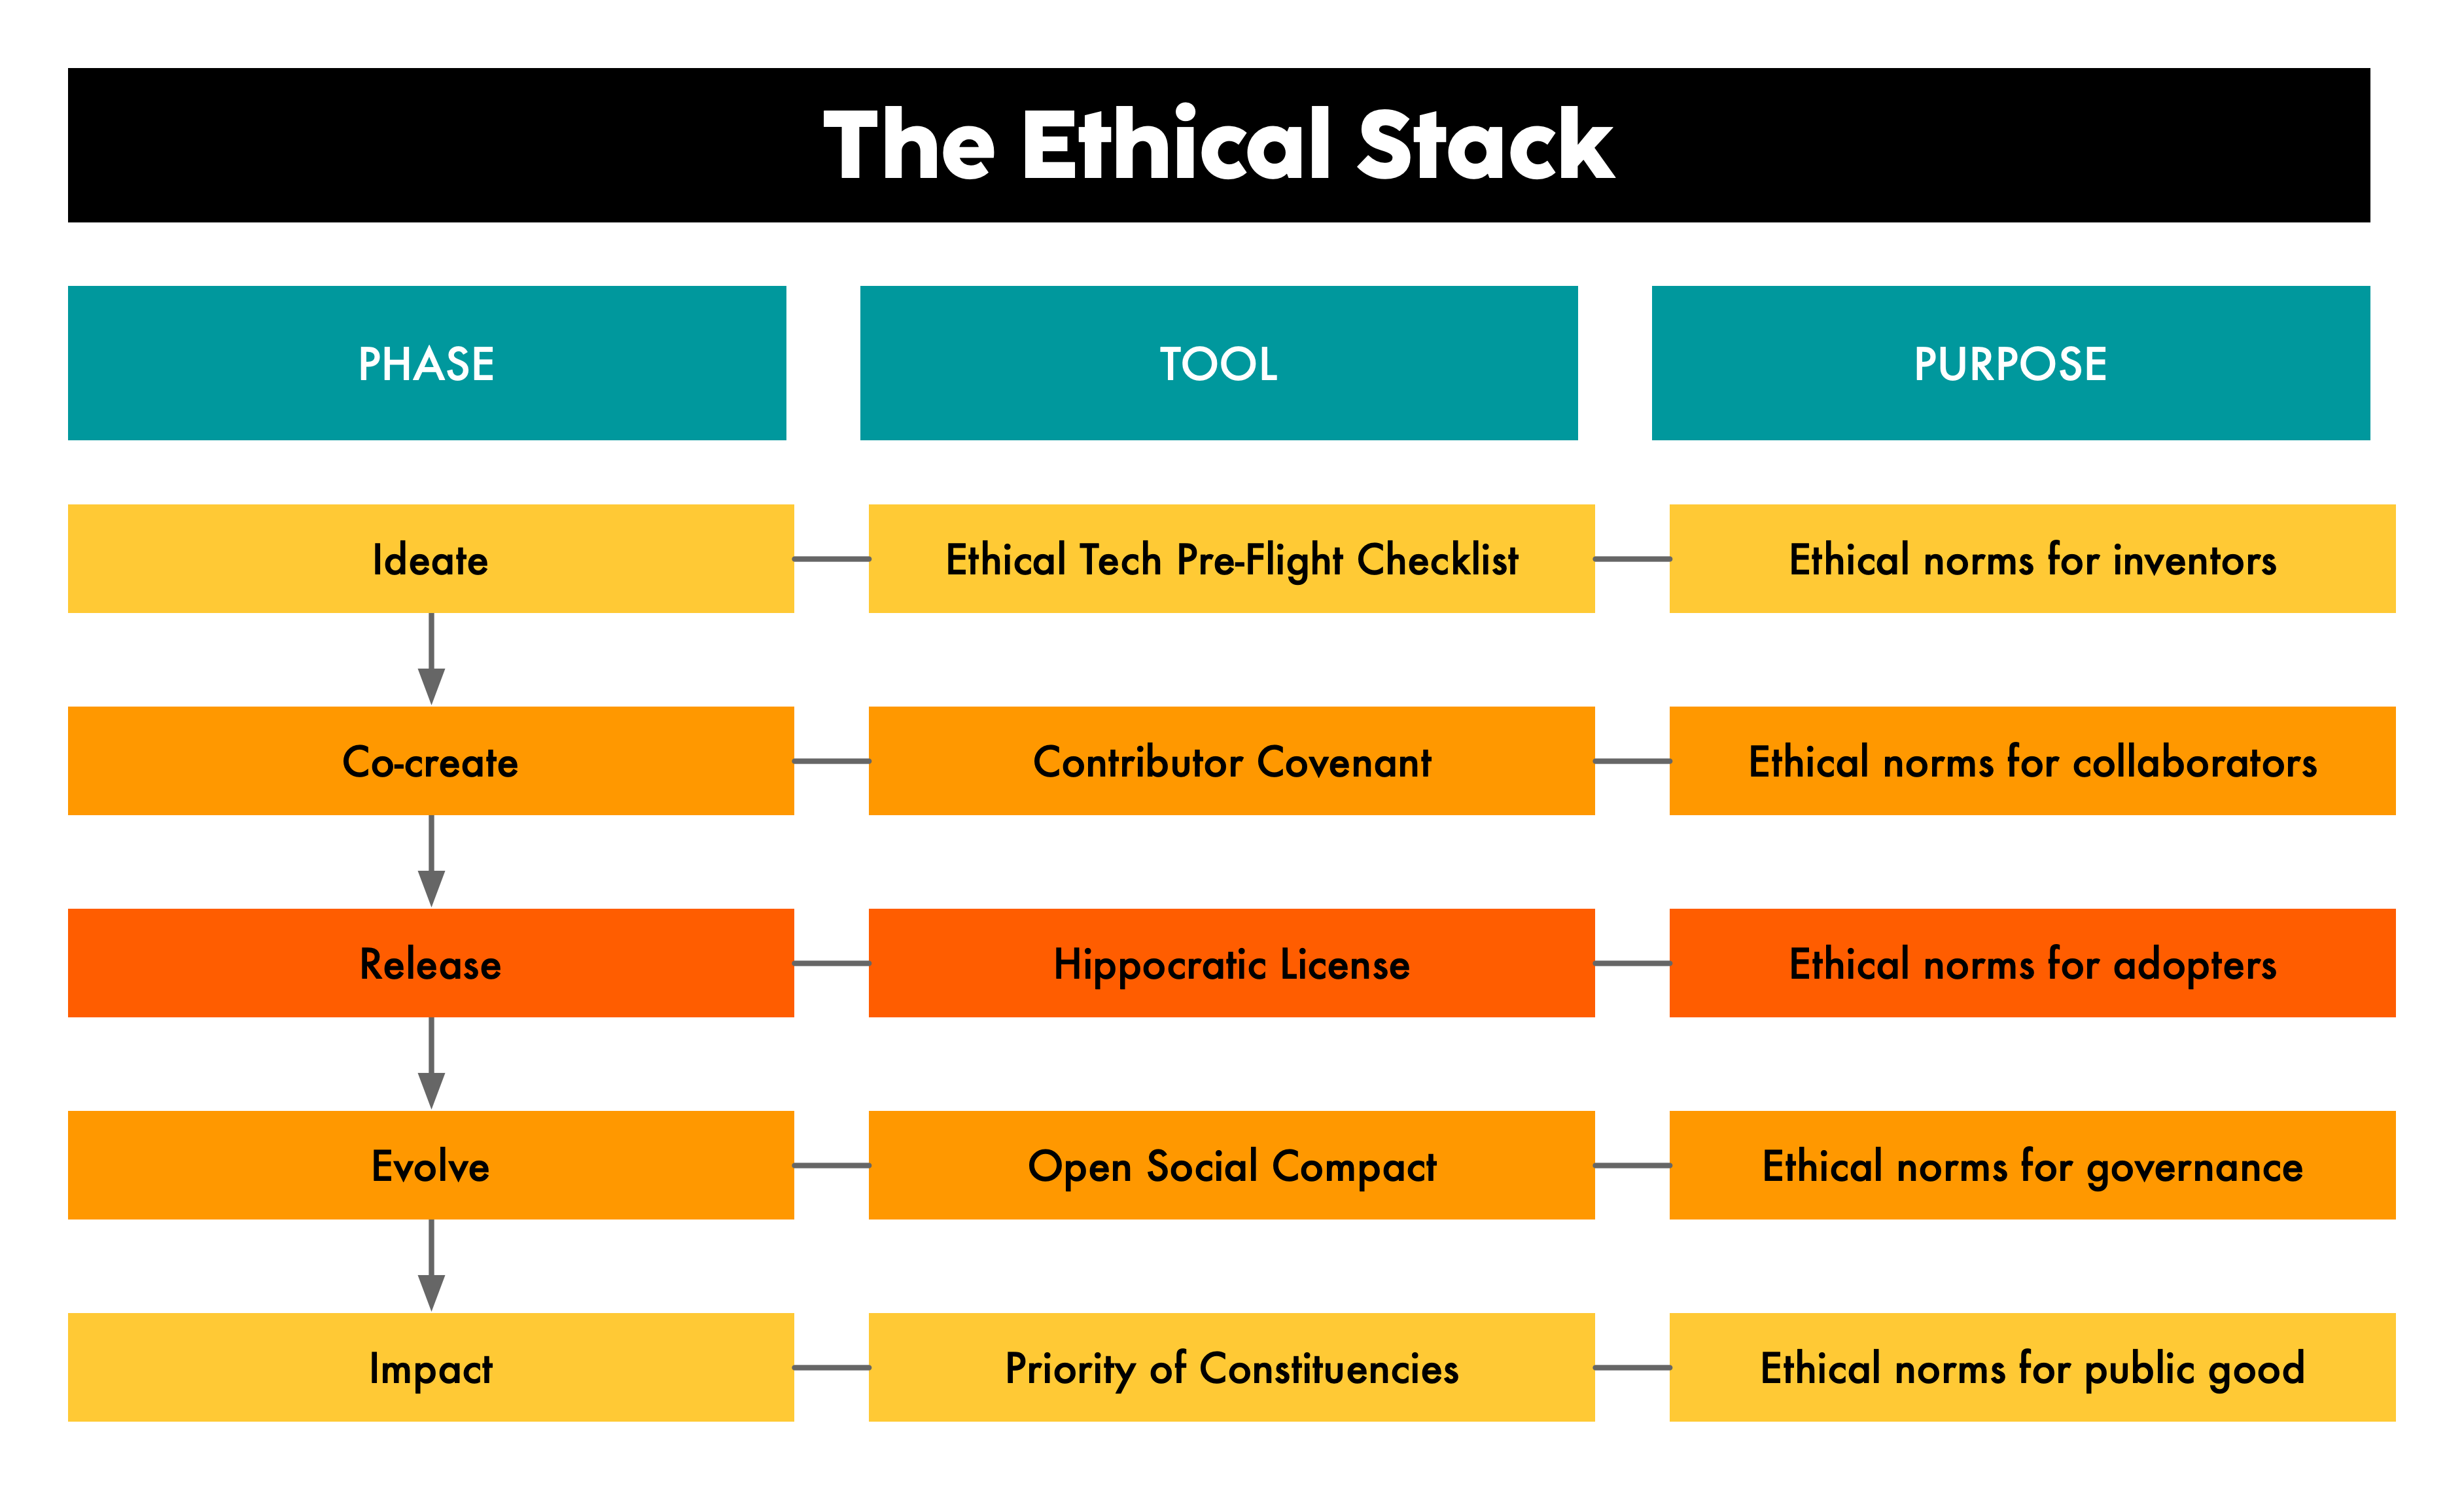 The Ethical Stack
PHASE
TOOL
PURPOSE
Ideate
Ethical Tech Pre-Flight Checklist
Ethical norms for inventors
Co-create
Contributor Covenant
Ethical norms for collaborators
Release
Hippocratic License
Ethical norms for adopters
Evolve
Open Social Compact
Ethical norms for governance
Impact
Priority of Constituencies
Ethical norms for public good